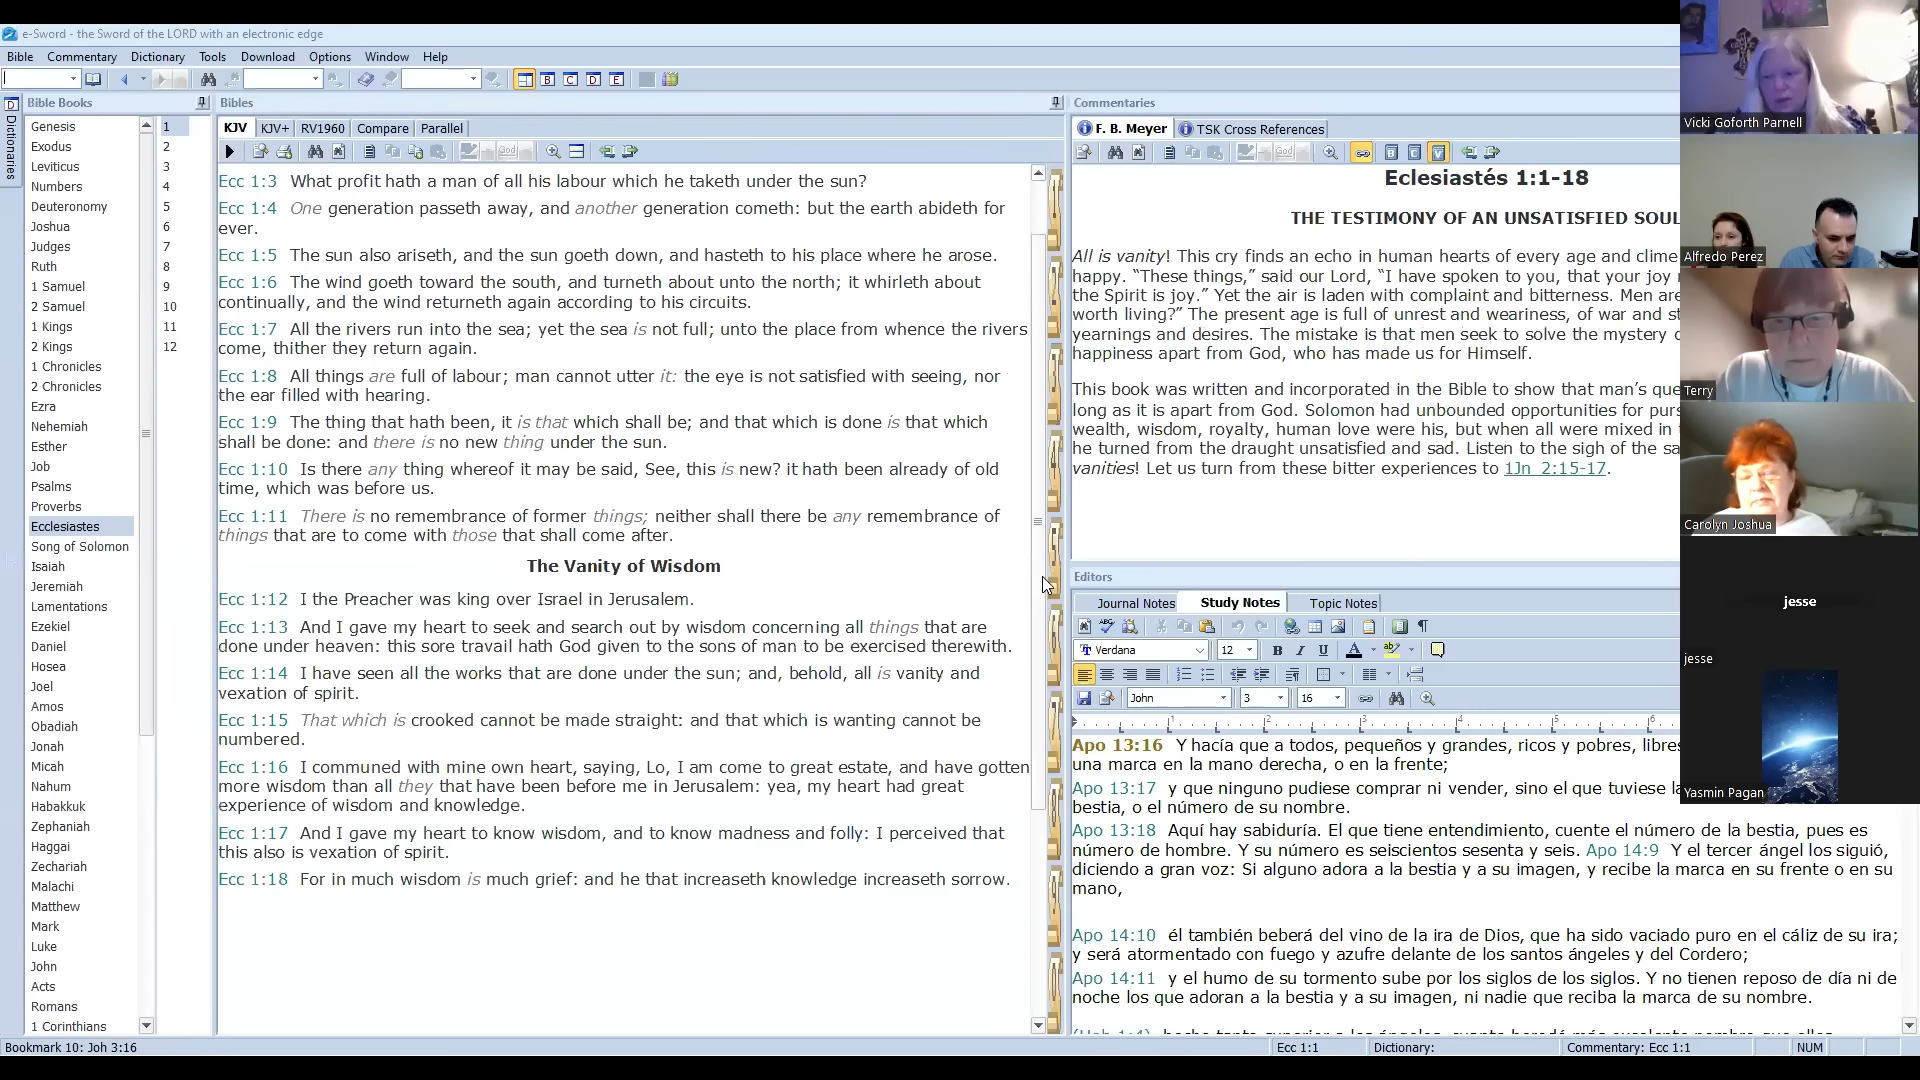 e-Sword - the Sword of the LORD with an electronic edge
Bible Commentary Dictionary Tools Download Options Window Help
B C D E
D Dictionaries
Bible Books
Genesis
Exodus
Leviticus
Numbers
Deuteronomy
Joshua
Judges
Ruth
1 Samuel
2 Samuel
1 Kings
2 Kings
1 Chronicles
2 Chronicles
Ezra
Nehemiah
Esther
Job
Psalms
Proverbs
Ecclesiastes
Song of Solomon
Isaiah
Jeremiah
Lamentations
Ezekiel
Daniel
Hosea
Joel
Amos
Obadiah
Jonah
Micah
Nahum
Habakkuk
Zephaniah
Haggai
Zechariah
Malachi
Matthew
Mark
Luke
John
Acts
Romans
1 Corinthians
1
2
3
4
5
6
7
8
9
10
11
12
Bibles
KJV KJV+ RV1960 Compare Parallel
God
Ecc 1:3 What profit hath a man of all his labour which he taketh under the sun?
Ecc 1:4 One generation passeth away, and another generation cometh: but the earth abideth for
ever.
Ecc 1:5 The sun also ariseth, and the sun goeth down, and hasteth to his place where he arose.
Ecc 1:6 The wind goeth toward the south, and turneth about unto the north; it whirleth about
continually, and the wind returneth again according to his circuits.
Ecc 1:7 All the rivers run into the sea; yet the sea is not full; unto the place from whence the rivers
come, thither they return again.
Ecc 1:8 All things are full of labour; man cannot utter it: the eye is not satisfied with seeing, nor
the ear filled with hearing.
Ecc 1:9 The thing that hath been, it is that which shall be; and that which is done is that which
shall be done: and there is no new thing under the sun.
Ecc 1:10 Is there any thing whereof it may be said, See, this is new? it hath been already of old
time, which was before us.
Ecc 1:11 There is no remembrance of former things; neither shall there be any remembrance of
things that are to come with those that shall come after.
The Vanity of Wisdom
Ecc 1:12 I the Preacher was king over Israel in Jerusalem.
Ecc 1:13 And I gave my heart to seek and search out by wisdom concerning all things that are
done under heaven: this sore travail hath God given to the sons of man to be exercised therewith.
Ecc 1:14 I have seen all the works that are done under the sun; and, behold, all is vanity and
vexation of spirit.
Ecc 1:15 That which is crooked cannot be made straight: and that which is wanting cannot be
numbered.
Ecc 1:16 I communed with mine own heart, saying, Lo, I am come to great estate, and have gotten
more wisdom than all they that have been before me in Jerusalem: yea, my heart had great
experience of wisdom and knowledge.
Ecc 1:17 And I gave my heart to know wisdom, and to know madness and folly: I perceived that
this also is vexation of spirit.
Ecc 1:18 For in much wisdom is much grief: and he that increaseth knowledge increaseth sorrow.
Commentaries
F. B. Meyer TSK Cross References
God B C V
Eclesiastés 1:1-18
THE TESTIMONY OF AN UNSATISFIED SOUL
All is vanity! This cry finds an echo in human hearts of every age and clime
happy. “These things,” said our Lord, “I have spoken to you, that your joy
the Spirit is joy.” Yet the air is laden with complaint and bitterness. Men are
worth living?” The present age is full of unrest and weariness, of war and
yearnings and desires. The mistake is that men seek to solve the mystery
happiness apart from God, who has made us for Himself.
This book was written and incorporated in the Bible to show that man’s
long as it is apart from God. Solomon had unbounded opportunities for
wealth, wisdom, royalty, human love were his, but when all were mixed in
he turned from the draught unsatisfied and sad. Listen to the sigh of the
vanities! Let us turn from these bitter experiences to 1Jn_2:15-17.
Editors
Journal Notes Study Notes Topic Notes
Verdana 12 B I U A
John 3 16
1 2 3 4 5 6
Apo 13:16 Y hacía que a todos, pequeños y grandes, ricos y pobres,
una marca en la mano derecha, o en la frente;
Apo 13:17 y que ninguno pudiese comprar ni vender, sino el que tuviese
bestia, o el número de su nombre.
Apo 13:18 Aquí hay sabiduría. El que tiene entendimiento, cuente el número de la bestia, pues es
número de hombre. Y su número es seiscientos sesenta y seis. Apo 14:9 Y el tercer ángel los siguió,
diciendo a gran voz: Si alguno adora a la bestia y a su imagen, y recibe la marca en su frente o en su
mano,
Apo 14:10 él también beberá del vino de la ira de Dios, que ha sido vaciado puro en el cáliz de su ira;
y será atormentado con fuego y azufre delante de los santos ángeles y del Cordero;
Apo 14:11 y el humo de su tormento sube por los siglos de los siglos. Y no tienen reposo de día ni de
noche los que adoran a la bestia y a su imagen, ni nadie que reciba la marca de su nombre.
Vicki Goforth Parnell
Alfredo Perez
Terry
Carolyn Joshua
jesse
jesse
Yasmin Pagan
Bookmark 10: Joh 3:16
Ecc 1:1 Dictionary: Commentary: Ecc 1:1 NUM